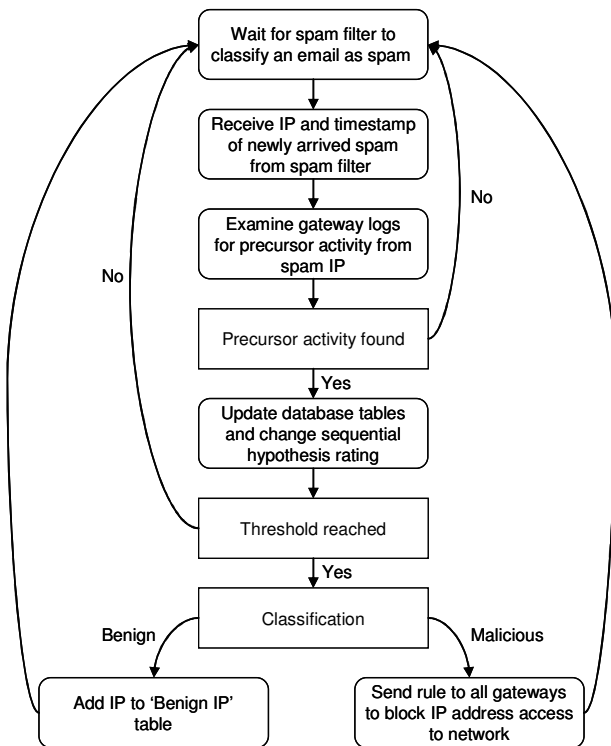 Wait for spam filter to
classify an email as spam
Receive IP and timestamp
of newly arrived spam
from spam filter
No
Examine gateway logs
for precursor activity from
spam IP
No
Precursor activity found
Yes
Update database tables
and change sequential
hypothesis rating
Threshold reached
Yes
Classification
Benign
Malicious
Add IP to ‘Benign IP’
table
Send rule to all gateways
to block IP address access
to network